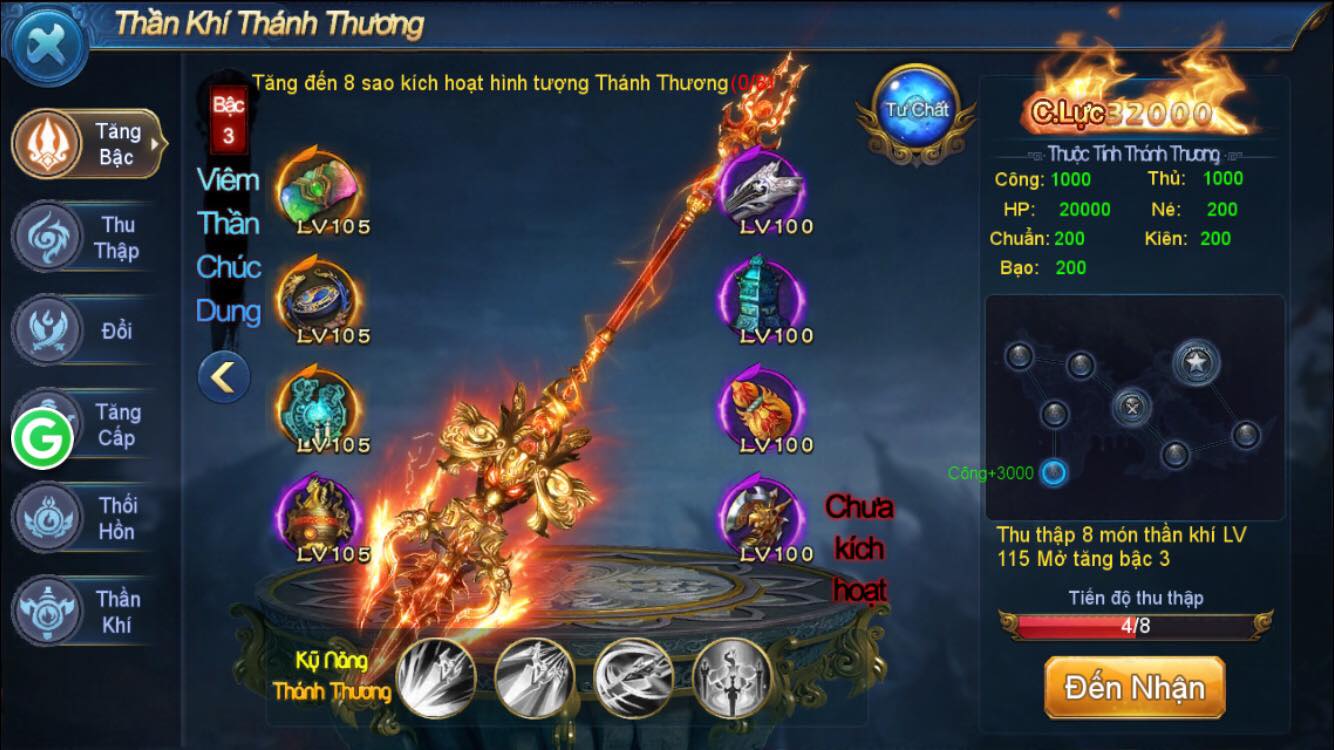 Thần Khí Thánh Thương
Tăng đến 8 sao kích hoạt hình tượng Thánh Thương(0/8)
Bậc
3
Viêm
Thần
Chúc
Dung
Tăng
Bậc
Thu
Thập
Đổi
Tăng
Cấp
G
Thối
Hồn
Thần
Khí
LV105
LV105
LV105
LV105
LV100
LV100
LV100
LV100
Tư Chất
Chưa
kích
hoạt
Kỹ Năng
Thánh Thương
C.Lực 32000
Thuộc Tính Thánh Thương
Công: 1000 Thủ: 1000
HP: 20000 Né: 200
Chuẩn: 200 Kiên: 200
Bạo: 200
Công+3000
Thu thập 8 món thần khí LV
115 Mở tăng bậc 3
Tiến độ thu thập
4/8
Đến Nhận